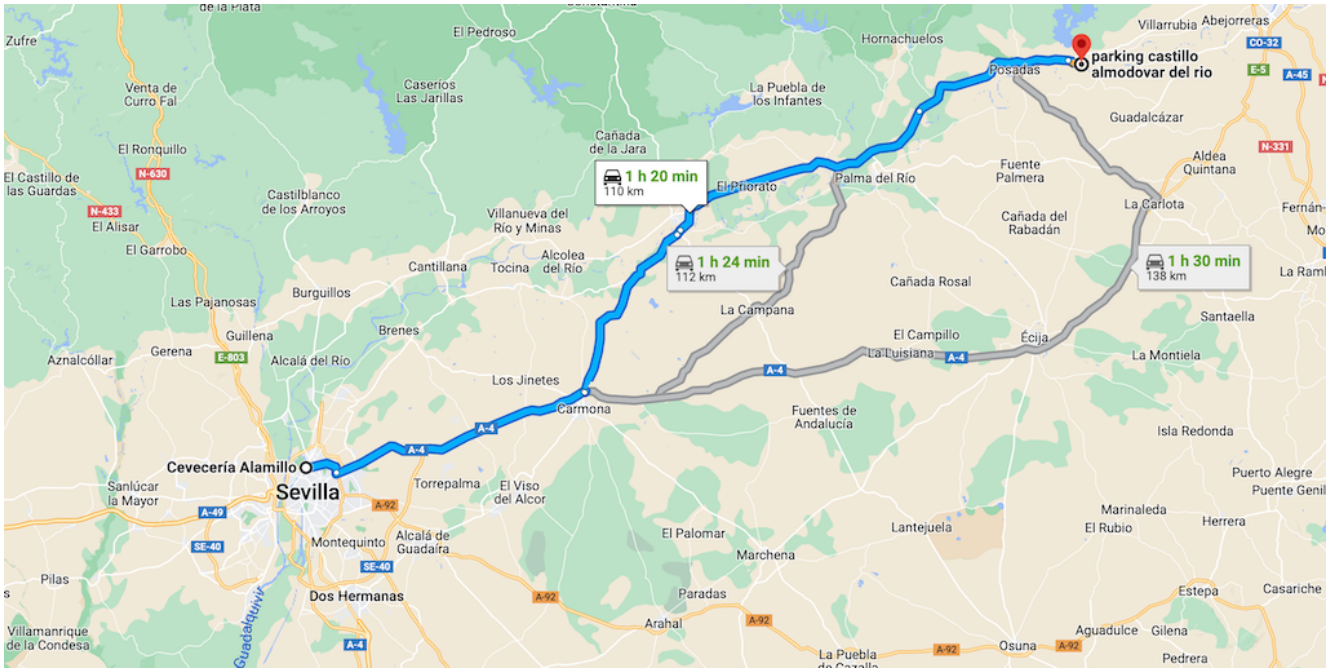 de la Plata
Constantina
Zufre
El Pedroso
Hornachuelos
Villarrubia
Abejorreras
CO-32
E-5
A-45
parking castillo
almodovar del rio
Posadas
Venta de
Curro Fal
Caserios
Las Jarillas
La Puebla de
los Infantes
Guadalcázar
N-331
El Ronquillo
Cañada
de la Jara
Aldea
Quintana
El Castillo de
las Guardas
N-630
1 h 20 min
110 km
El Priorato
Palma del Río
Fuente
Palmera
N-433
El Alisar
Castilblanco
de los Arroyos
La Carlota
Fernán-
Villanueva del
Río y Minas
Cañada del
Rabadán
El Garrobo
Alcolea
del Río
1 h 24 min
112 km
1 h 30 min
138 km
La Ramb
Cantillana
Tocina
Burguillos
Cañada Rosal
Las Pajanosas
La Campana
Santaella
Guillena
Brenes
El Campillo
Écija
Gerena
E-803
Aznalcóllar
Alcalá del Río
La Luisiana
A-4
La Montiela
A-4
Los Jinetes
Carmona
Fuentes de
Andalucía
A-4
Isla Redonda
A-4
Cevecería Alamillo
Sevilla
Torrepalma
El Viso
del Alcor
Puerto Alegre
Puente Genil
Sanlúcar
la Mayor
A-49
A-92
Marinaleda
El Rubio
Herrera
Lantejuela
SE-40
Montequinto
Alcalá de
Guadaíra
El Palomar
Marchena
SE-40
Pilas
Dos Hermanas
A-92
Paradas
Estepa
Casariche
Guadalquivir
Arahal
A-92
Villamanrique
de la Condesa
A-4
Aguadulce
Gilena
Osuna
A-92
A-92
La Puebla
de Cazalla
Pedrera